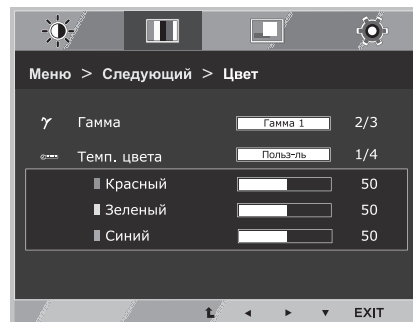 Меню > Следующий > Цвет
γ Гамма Гамма 1 2/3
Темп. цвета Польз-ль 1/4
Красный 50
Зеленый 50
Синий 50
EXIT